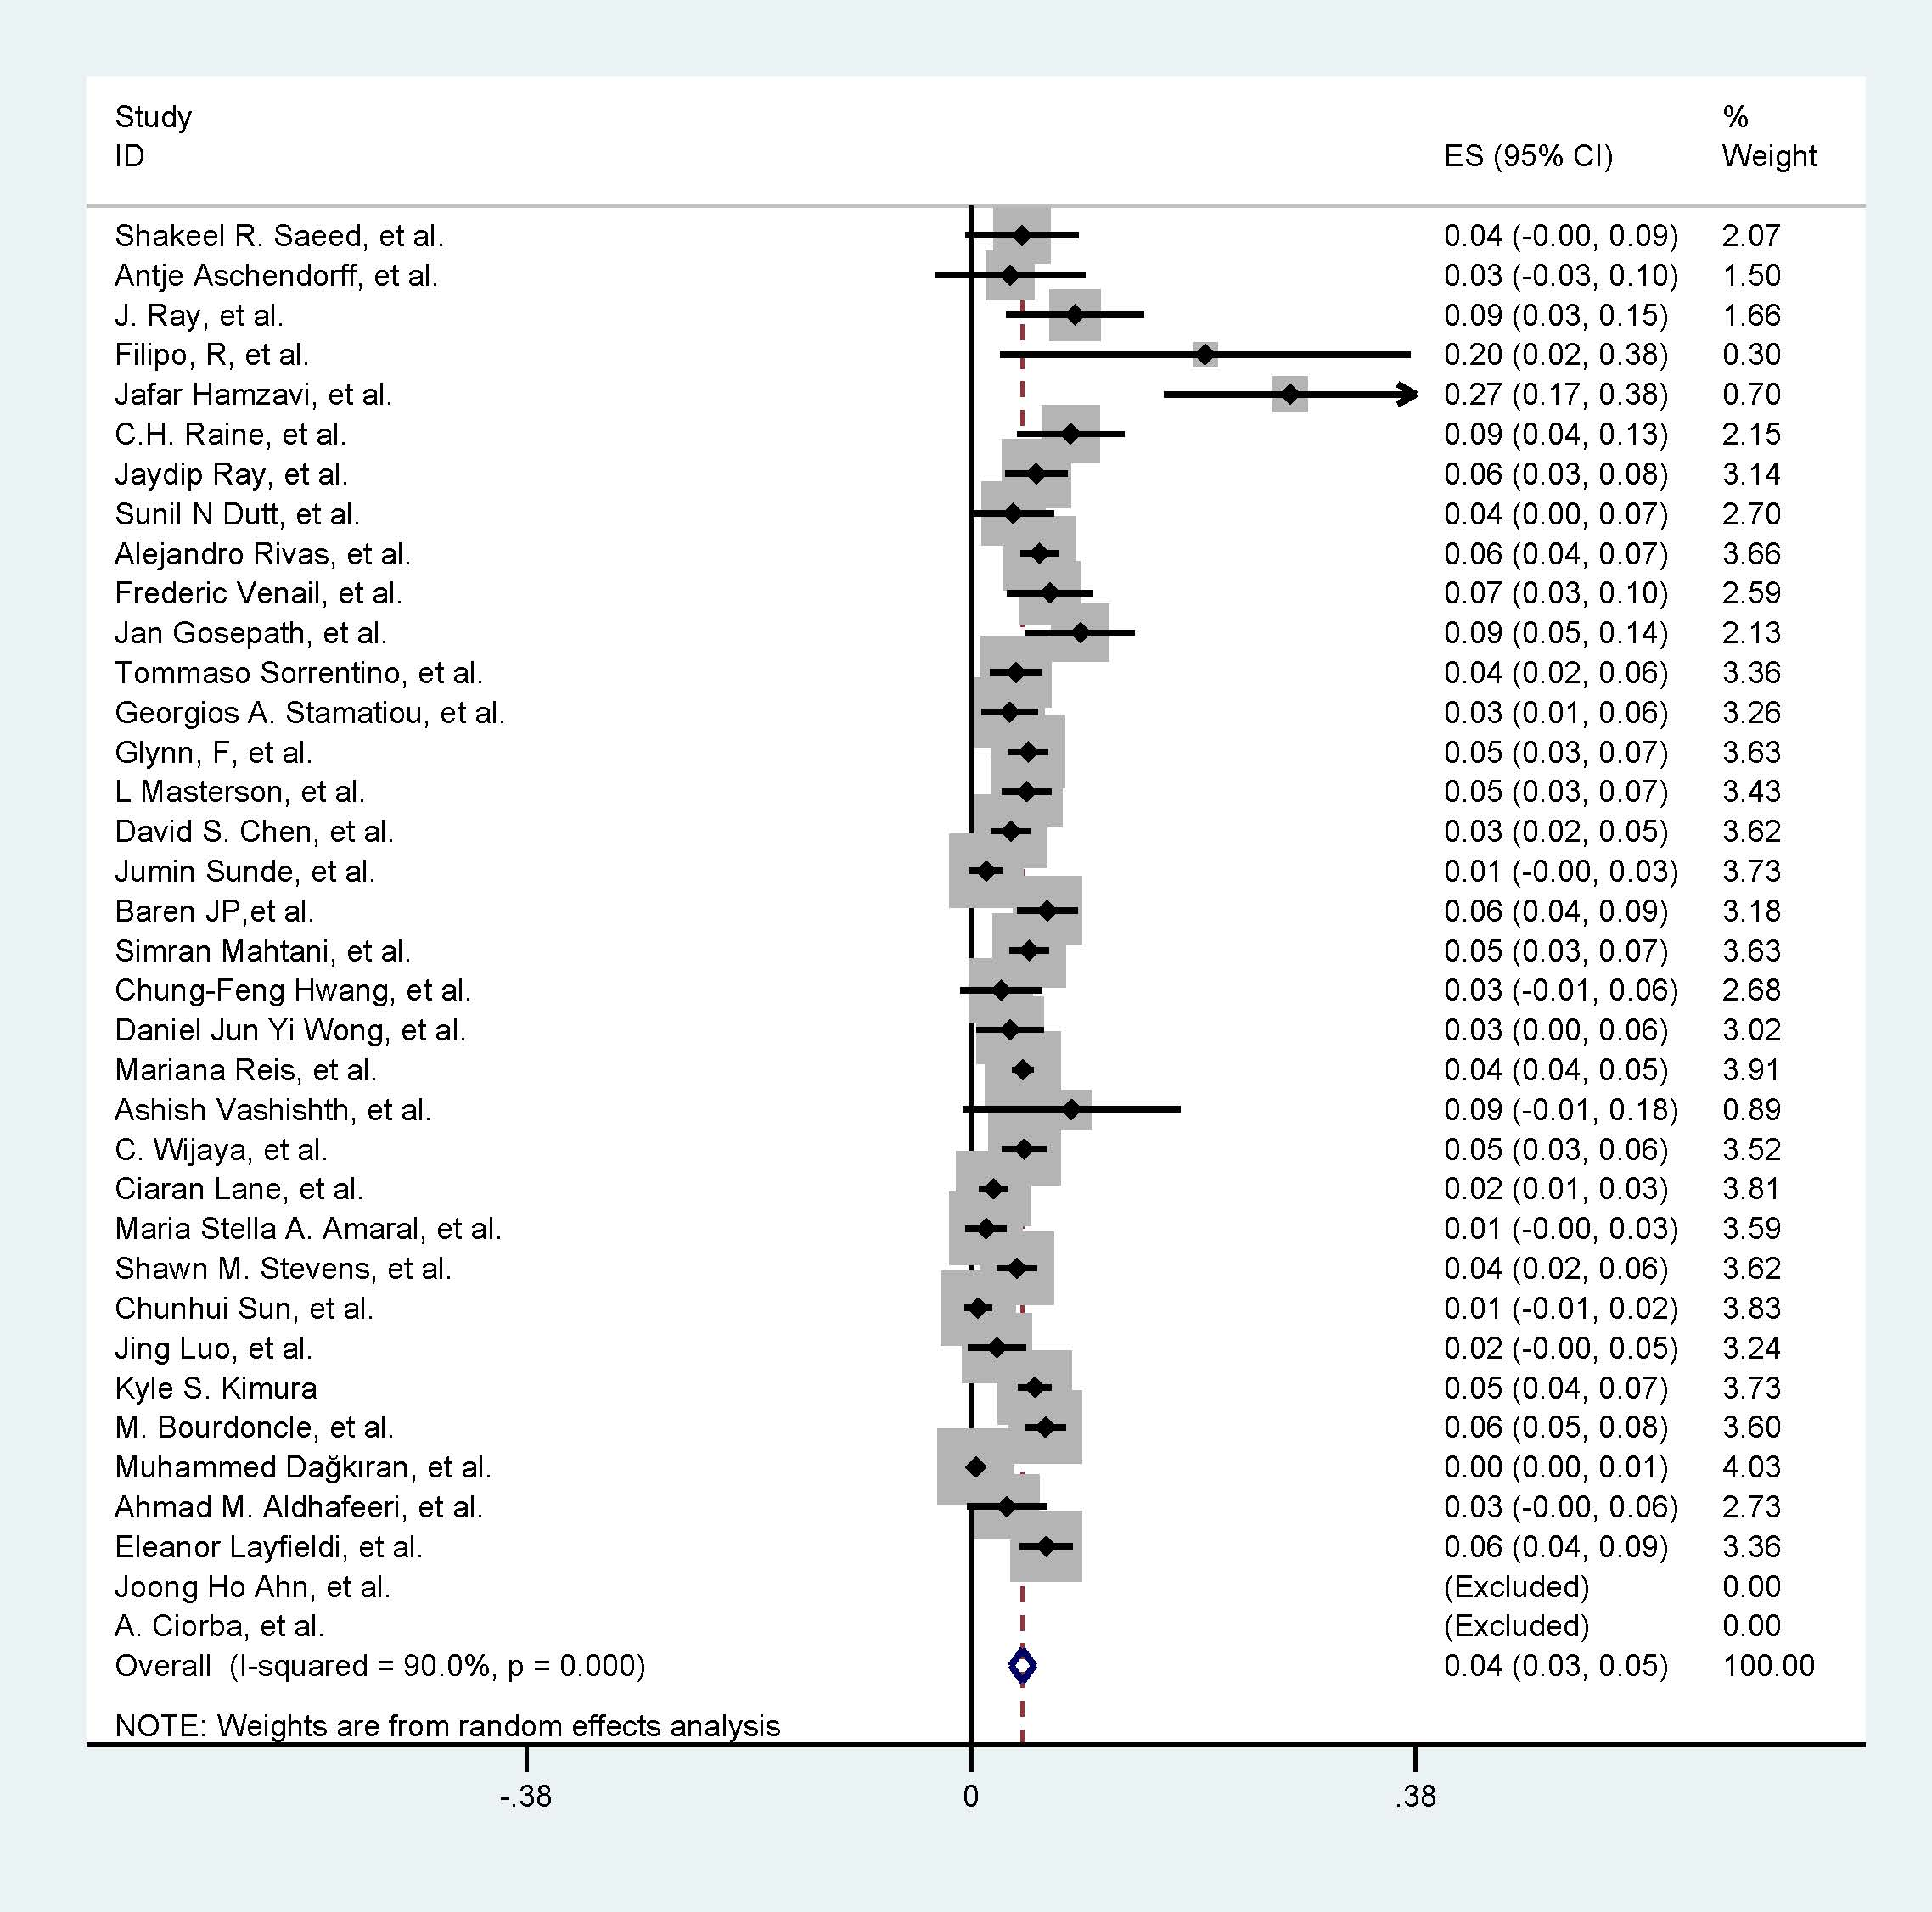 Study %
ID ES (95% CI) Weight
Shakeel R. Saeed, et al. 0.04 (-0.00, 0.09) 2.07
Antje Aschendorff, et al. 0.03 (-0.03, 0.10) 1.50
J. Ray, et al. 0.09 (0.03, 0.15) 1.66
Filipo, R, et al. 0.20 (0.02, 0.38) 0.30
Jafar Hamzavi, et al. 0.27 (0.17, 0.38) 0.70
C.H. Raine, et al. 0.09 (0.04, 0.13) 2.15
Jaydip Ray, et al. 0.06 (0.03, 0.08) 3.14
Sunil N Dutt, et al. 0.04 (0.00, 0.07) 2.70
Alejandro Rivas, et al. 0.06 (0.04, 0.07) 3.66
Frederic Venail, et al. 0.07 (0.03, 0.10) 2.59
Jan Gosepath, et al. 0.09 (0.05, 0.14) 2.13
Tommaso Sorrentino, et al. 0.04 (0.02, 0.06) 3.36
Georgios A. Stamatiou, et al. 0.03 (0.01, 0.06) 3.26
Glynn, F, et al. 0.05 (0.03, 0.07) 3.63
L Masterson, et al. 0.05 (0.03, 0.07) 3.43
David S. Chen, et al. 0.03 (0.02, 0.05) 3.62
Jumin Sunde, et al. 0.01 (-0.00, 0.03) 3.73
Baren JP,et al. 0.06 (0.04, 0.09) 3.18
Simran Mahtani, et al. 0.05 (0.03, 0.07) 3.63
Chung-Feng Hwang, et al. 0.03 (-0.01, 0.06) 2.68
Daniel Jun Yi Wong, et al. 0.03 (0.00, 0.06) 3.02
Mariana Reis, et al. 0.04 (0.04, 0.05) 3.91
Ashish Vashishth, et al. 0.09 (-0.01, 0.18) 0.89
C. Wijaya, et al. 0.05 (0.03, 0.06) 3.52
Ciaran Lane, et al. 0.02 (0.01, 0.03) 3.81
Maria Stella A. Amaral, et al. 0.01 (-0.00, 0.03) 3.59
Shawn M. Stevens, et al. 0.04 (0.02, 0.06) 3.62
Chunhui Sun, et al. 0.01 (-0.01, 0.02) 3.83
Jing Luo, et al. 0.02 (-0.00, 0.05) 3.24
Kyle S. Kimura 0.05 (0.04, 0.07) 3.73
M. Bourdoncle, et al. 0.06 (0.05, 0.08) 3.60
Muhammed Dağkıran, et al. 0.00 (0.00, 0.01) 4.03
Ahmad M. Aldhafeeri, et al. 0.03 (-0.00, 0.06) 2.73
Eleanor Layfieldi, et al. 0.06 (0.04, 0.09) 3.36
Joong Ho Ahn, et al. (Excluded) 0.00
A. Ciorba, et al. (Excluded) 0.00
Overall (I-squared = 90.0%, p = 0.000) 0.04 (0.03, 0.05) 100.00
NOTE: Weights are from random effects analysis
-.38 0 .38